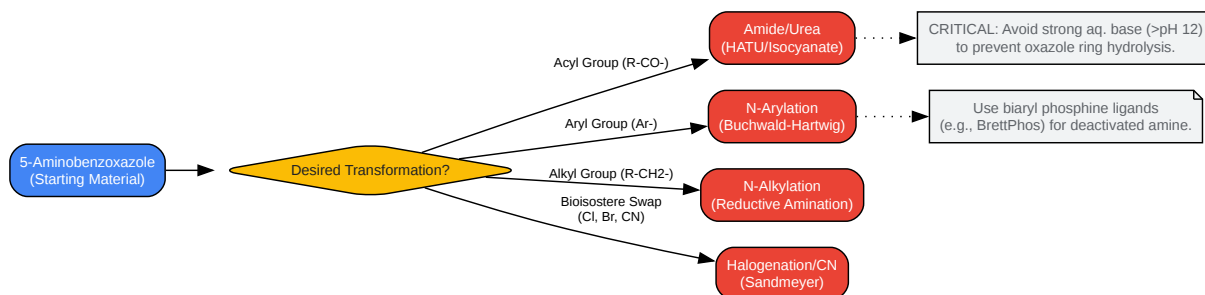 5-Aminobenzoxazole
(Starting Material)
Desired Transformation?
Acyl Group (R-CO-)
Aryl Group (Ar-)
Alkyl Group (R-CH2-)
Bioisostere Swap
(Cl, Br, CN)
Amide/Urea
(HATU/Isocyanate)
CRITICAL: Avoid strong aq. base (>pH 12)
to prevent oxazole ring hydrolysis.
N-Arylation
(Buchwald-Hartwig)
Use biaryl phosphine ligands
(e.g., BrettPhos) for deactivated amine.
N-Alkylation
(Reductive Amination)
Halogenation/CN
(Sandmeyer)